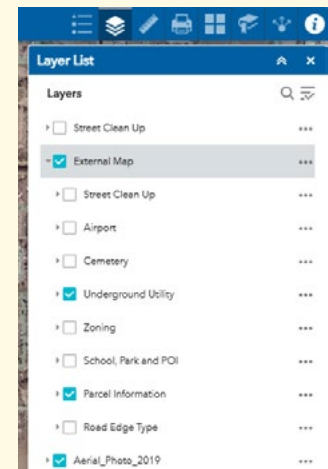 Layer List
Layers
Street Clean Up
External Map
Street Clean Up
Airport
Cemetery
Underground Utility
Zoning
School, Park and POI
Parcel Information
Road Edge Type
Aerial_Photo_2019